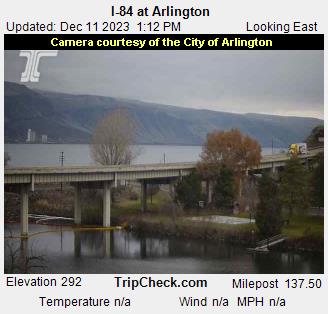 I-84 at Arlington
Updated: Dec 11 2023 1:12 PM Looking East
Camera courtesy of the City of Arlington
Elevation 292 TripCheck.com Milepost 137.50
Temperature n/a Wind n/a MPH n/a